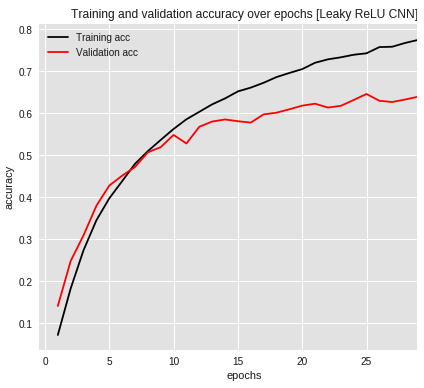 Training and validation accuracy over epochs [Leaky ReLU CNN]
Training acc
Validation acc
accuracy
0.8
0.7
0.6
0.5
0.4
0.3
0.2
0.1
0 5 10 15 20 25
epochs